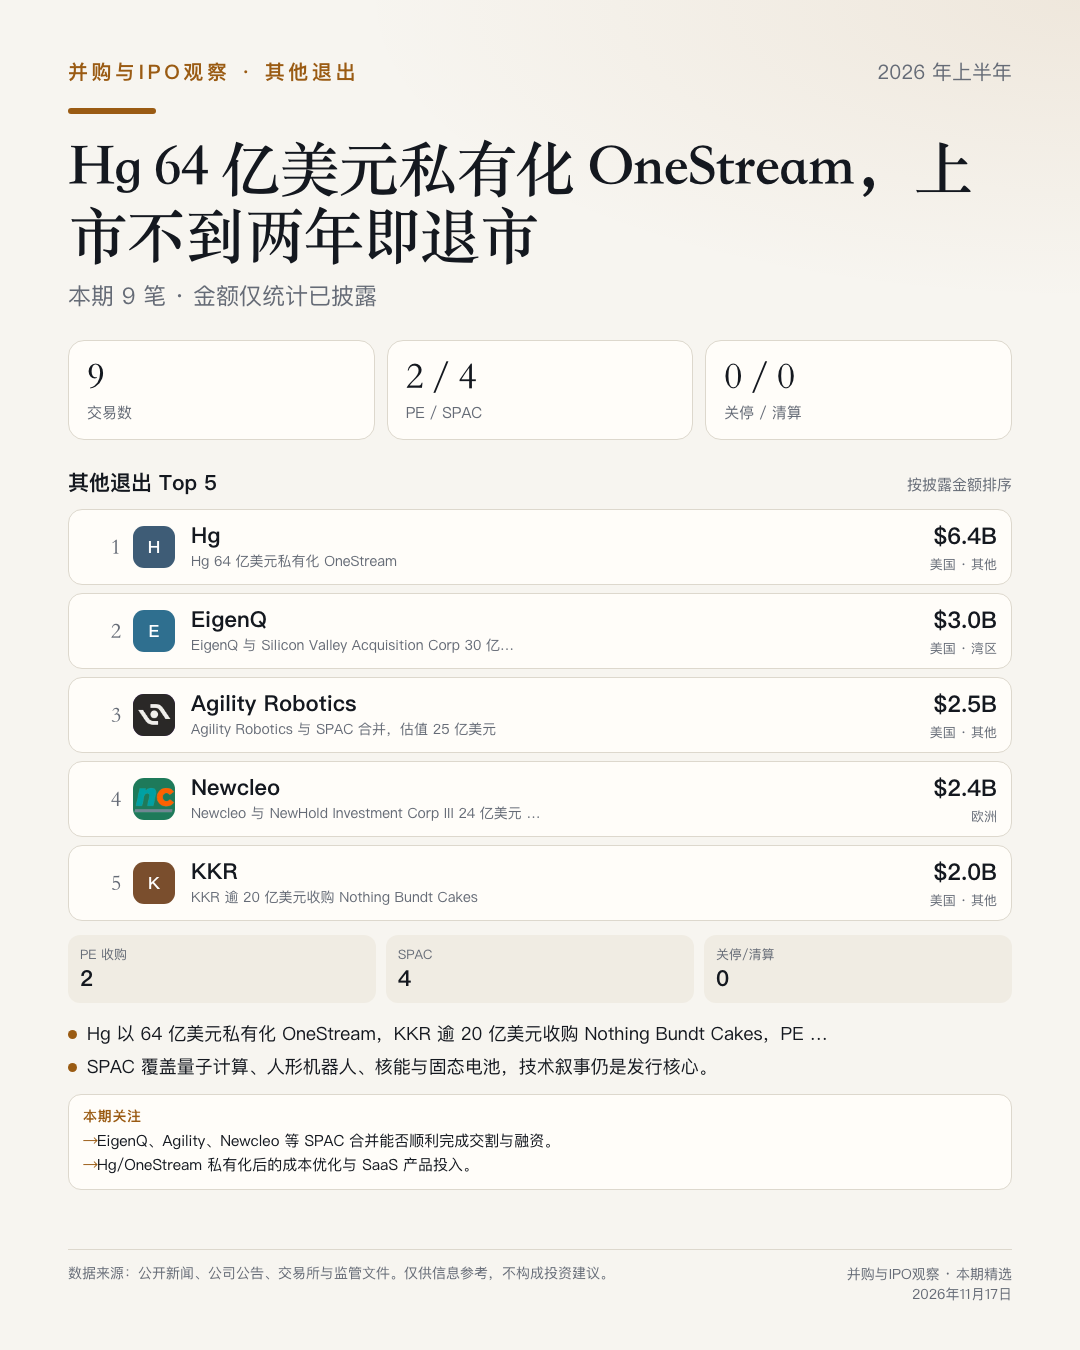 并购与IPO观察 · 其他退出
2026 年上半年
Hg 64 亿美元私有化 OneStream，上
市不到两年即退市
本期 9 笔 · 金额仅统计已披露
9
交易数
2 / 4
PE / SPAC
0 / 0
关停 / 清算
其他退出 Top 5
按披露金额排序
1
H
Hg
Hg 64 亿美元私有化 OneStream
$6.4B
美国 · 其他
2
E
EigenQ
EigenQ 与 Silicon Valley Acquisition Corp 30 亿…
$3.0B
美国 · 湾区
3
Agility Robotics
Agility Robotics 与 SPAC 合并，估值 25 亿美元
$2.5B
美国 · 其他
4
nc
Newcleo
Newcleo 与 NewHold Investment Corp III 24 亿美元 …
$2.4B
欧洲
5
K
KKR
KKR 逾 20 亿美元收购 Nothing Bundt Cakes
$2.0B
美国 · 其他
PE 收购
2
SPAC
4
关停/清算
0
Hg 以 64 亿美元私有化 OneStream，KKR 逾 20 亿美元收购 Nothing Bundt Cakes，PE …
SPAC 覆盖量子计算、人形机器人、核能与固态电池，技术叙事仍是发行核心。
本期关注
→EigenQ、Agility、Newcleo 等 SPAC 合并能否顺利完成交割与融资。
→Hg/OneStream 私有化后的成本优化与 SaaS 产品投入。
数据来源：公开新闻、公司公告、交易所与监管文件。仅供信息参考，不构成投资建议。
并购与IPO观察 · 本期精选
2026年11月17日